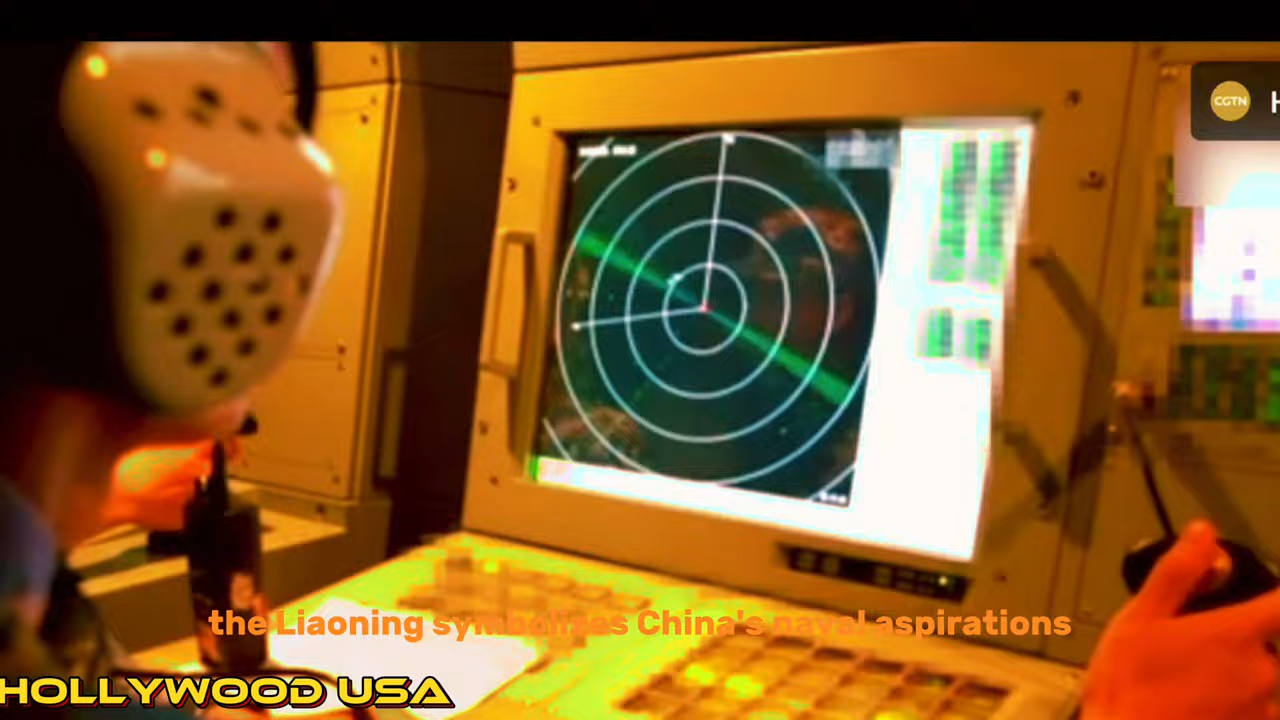 CGTN H
the Liaoning symbolizes China's naval aspirations
HOLLYWOOD USA